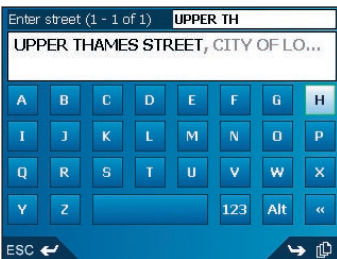 Enter street (1 - 1 of 1) UPPER TH
UPPER THAMES STREET, CITY OF LO...
A B C D E F G H
I J K L M N O P
Q R S T U V W X
Y Z 123 Alt «
ESC